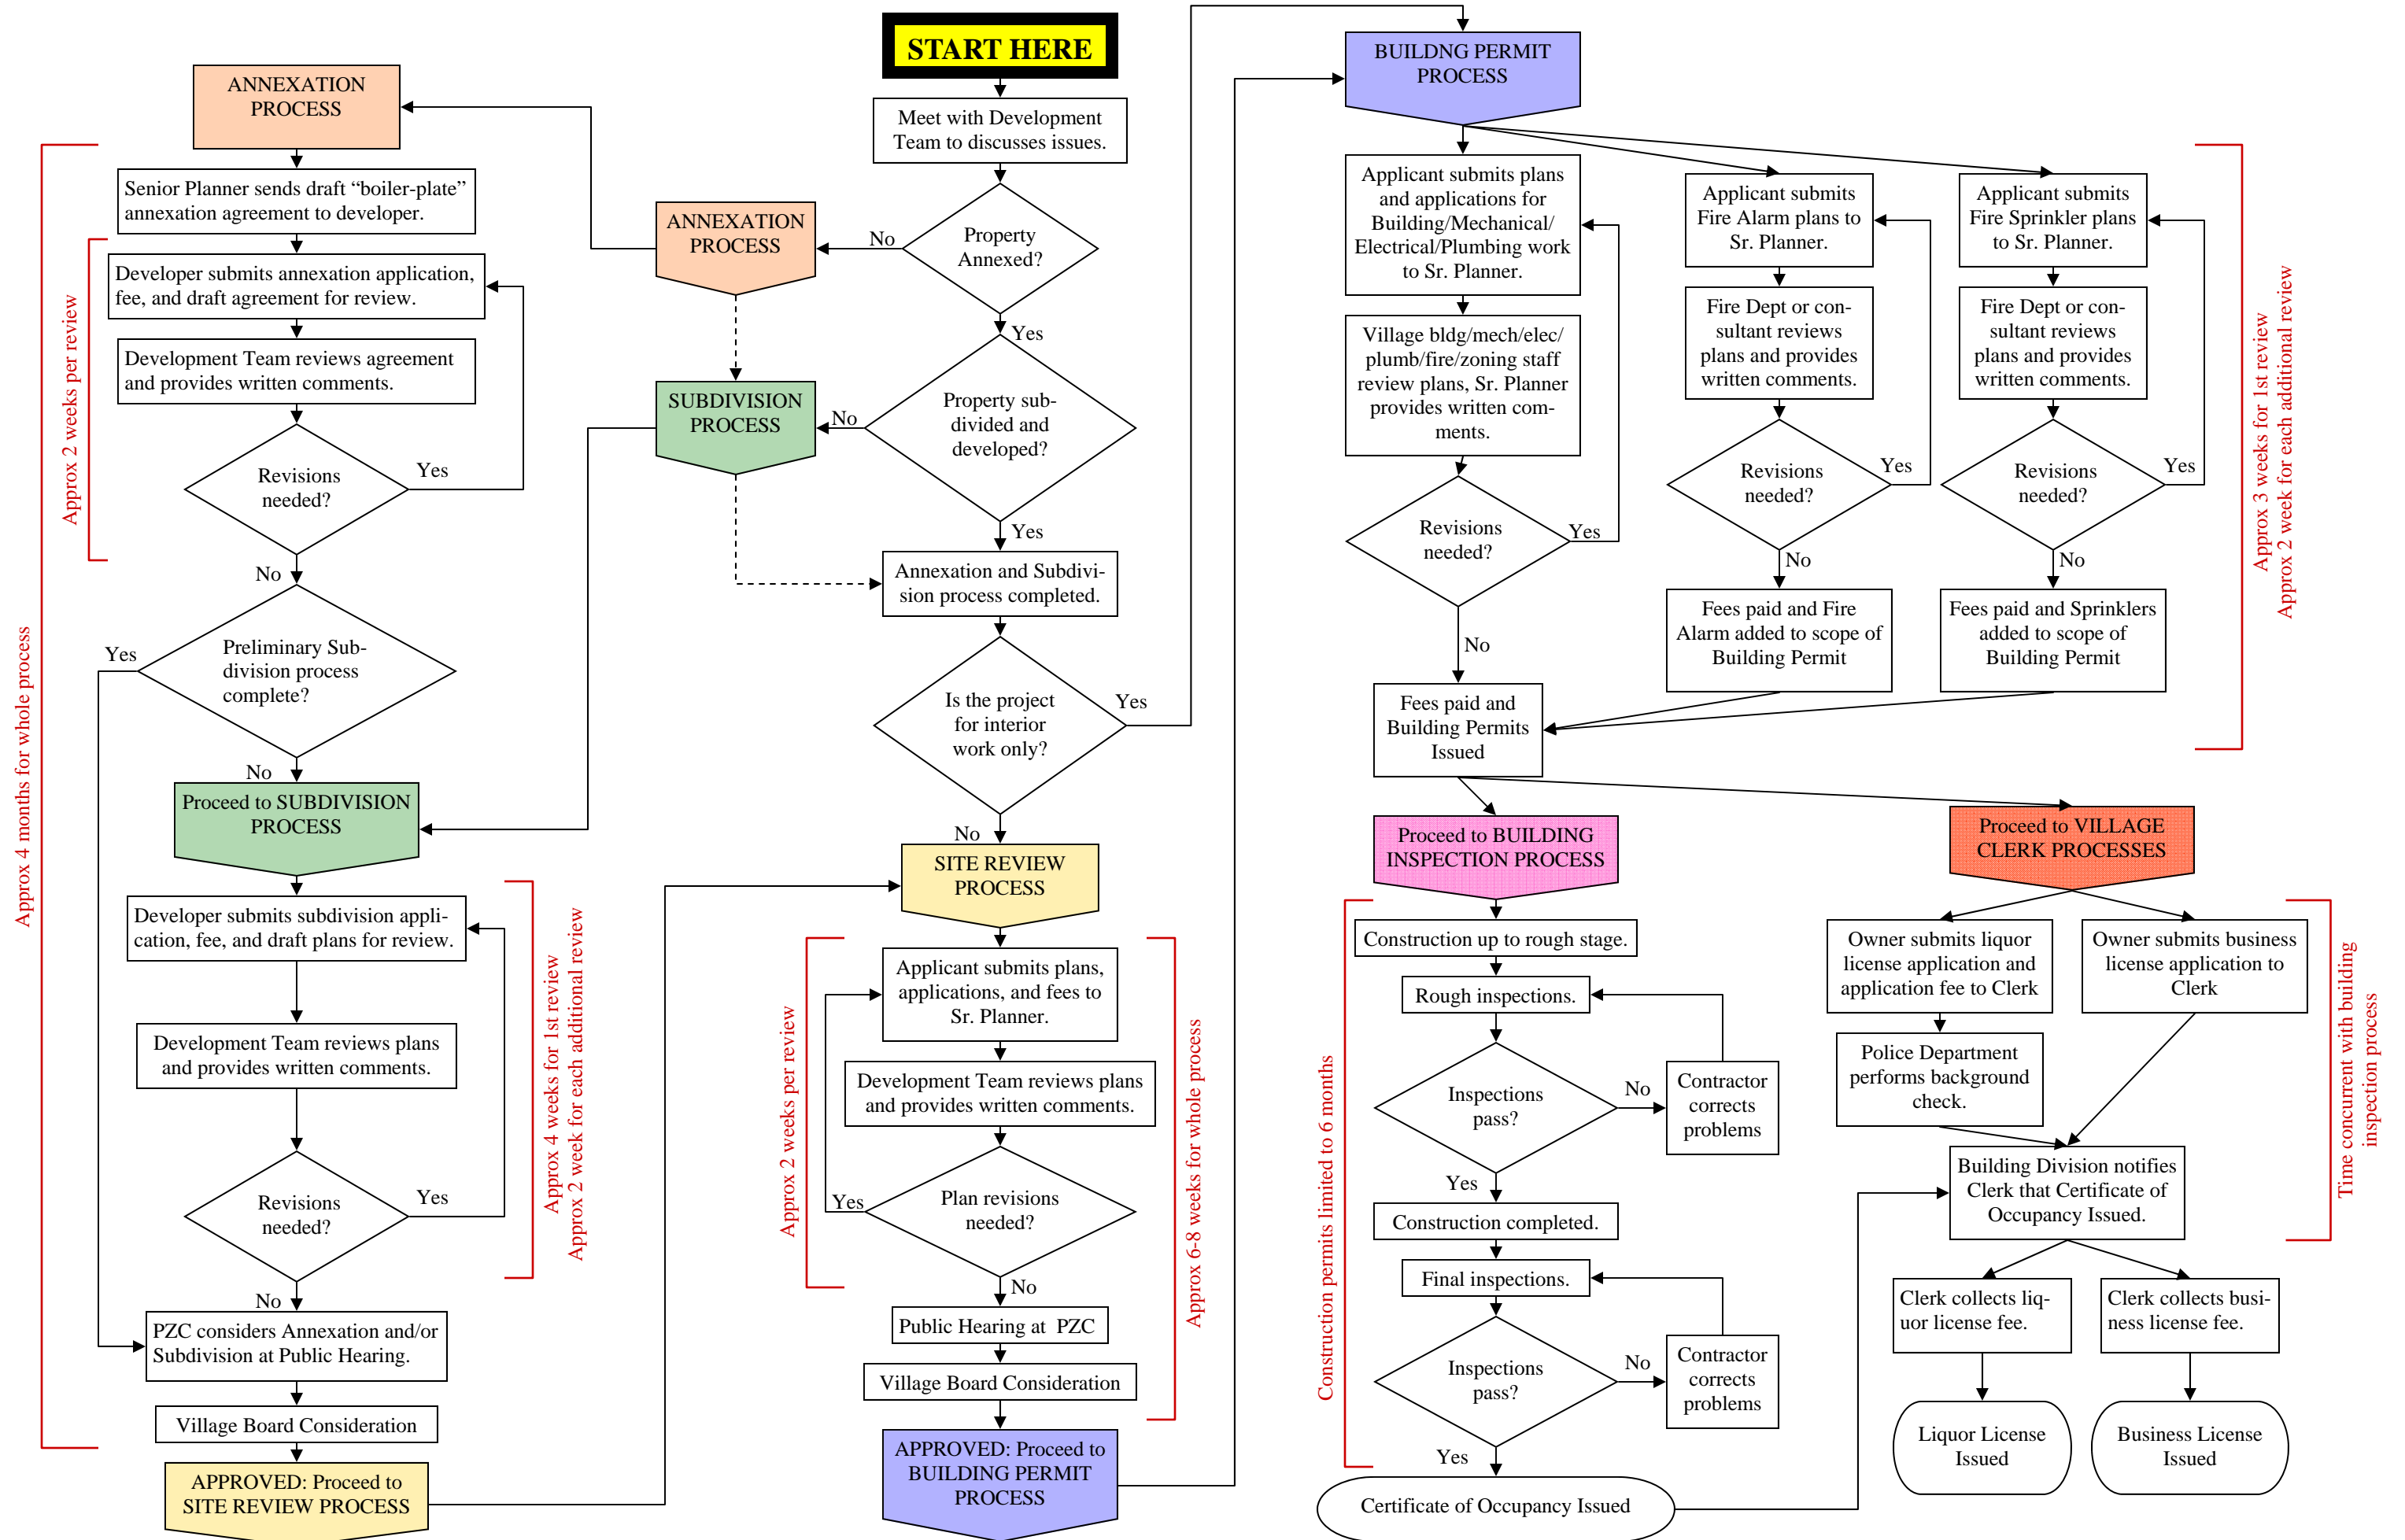 START HERE
Meet with Development
Team to discusses issues.
Property
Annexed?
No
Yes
ANNEXATION
PROCESS
Property sub-
divided and
developed?
No
Yes
SUBDIVISION
PROCESS
Annexation and Subdivi-
sion process completed.
Is the project
for interior
work only?
Yes
No
SITE REVIEW
PROCESS
Applicant submits plans,
applications, and fees to
Sr. Planner.
Development Team reviews plans
and provides written comments.
Plan revisions
needed?
Yes
No
Public Hearing at PZC
Village Board Consideration
APPROVED: Proceed to
BUILDING PERMIT
PROCESS
Approx 2 weeks per review
Approx 6-8 weeks for whole process
ANNEXATION
PROCESS
Senior Planner sends draft “boiler-plate”
annexation agreement to developer.
Developer submits annexation application,
fee, and draft agreement for review.
Development Team reviews agreement
and provides written comments.
Revisions
needed?
Yes
No
Preliminary Sub-
division process
complete?
Yes
No
Proceed to SUBDIVISION
PROCESS
Developer submits subdivision appli-
cation, fee, and draft plans for review.
Development Team reviews plans
and provides written comments.
Revisions
needed?
Yes
No
PZC considers Annexation and/or
Subdivision at Public Hearing.
Village Board Consideration
APPROVED: Proceed to
SITE REVIEW PROCESS
Approx 4 months for whole process
Approx 2 weeks per review
Approx 4 weeks for 1st review
Approx 2 week for each additional review
BUILDNG PERMIT
PROCESS
Applicant submits plans
and applications for
Building/Mechanical/
Electrical/Plumbing work
to Sr. Planner.
Village bldg/mech/elec/
plumb/fire/zoning staff
review plans, Sr. Planner
provides written com-
ments.
Revisions
needed?
Yes
No
Fees paid and
Building Permits
Issued
Applicant submits
Fire Alarm plans to
Sr. Planner.
Fire Dept or con-
sultant reviews
plans and provides
written comments.
Revisions
needed?
Yes
No
Fees paid and Fire
Alarm added to scope of
Building Permit
Applicant submits
Fire Sprinkler plans
to Sr. Planner.
Fire Dept or con-
sultant reviews
plans and provides
written comments.
Revisions
needed?
Yes
No
Fees paid and Sprinklers
added to scope of
Building Permit
Approx 3 weeks for 1st review
Approx 2 week for each additional review
Proceed to BUILDING
INSPECTION PROCESS
Construction up to rough stage.
Rough inspections.
Inspections
pass?
No
Contractor
corrects
problems
Yes
Construction completed.
Final inspections.
Inspections
pass?
No
Contractor
corrects
problems
Yes
Certificate of Occupancy Issued
Construction permits limited to 6 months
Proceed to VILLAGE
CLERK PROCESSES
Owner submits liquor
license application and
application fee to Clerk
Owner submits business
license application to
Clerk
Police Department
performs background
check.
Building Division notifies
Clerk that Certificate of
Occupancy Issued.
Clerk collects liq-
uor license fee.
Clerk collects busi-
ness license fee.
Liquor License
Issued
Business License
Issued
Time concurrent with building
inspection process